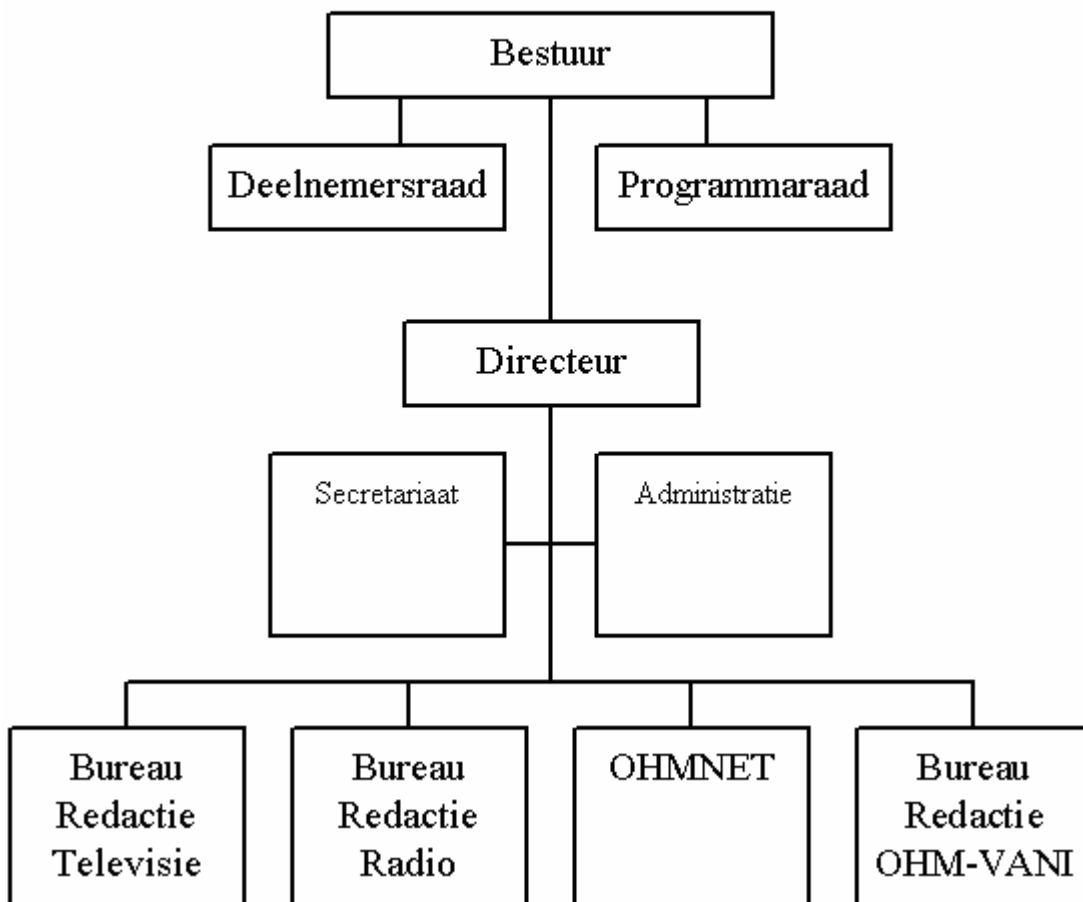 Bestuur
Deelnemersraad
Programmaraad
Directeur
Secretariaat
Administratie
Bureau
Redactie
Televisie
Bureau
Redactie
Radio
OHMNET
Bureau
Redactie
OHM-VANI